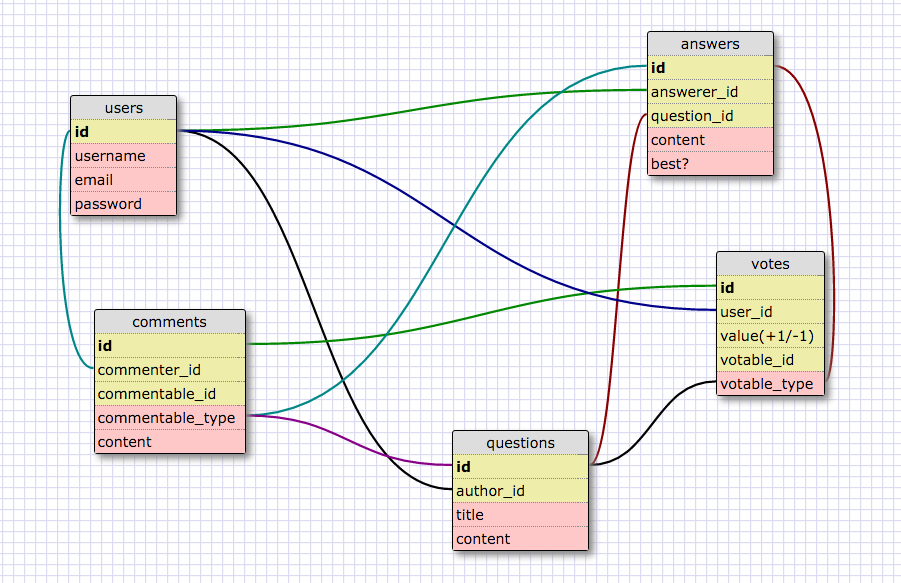 answers
id
answerer_id
question_id
content
best?
users
id
username
email
password
votes
id
user_id
value(+1/-1)
votable_id
votable_type
comments
id
commenter_id
commentable_id
commentable_type
content
questions
id
author_id
title
content